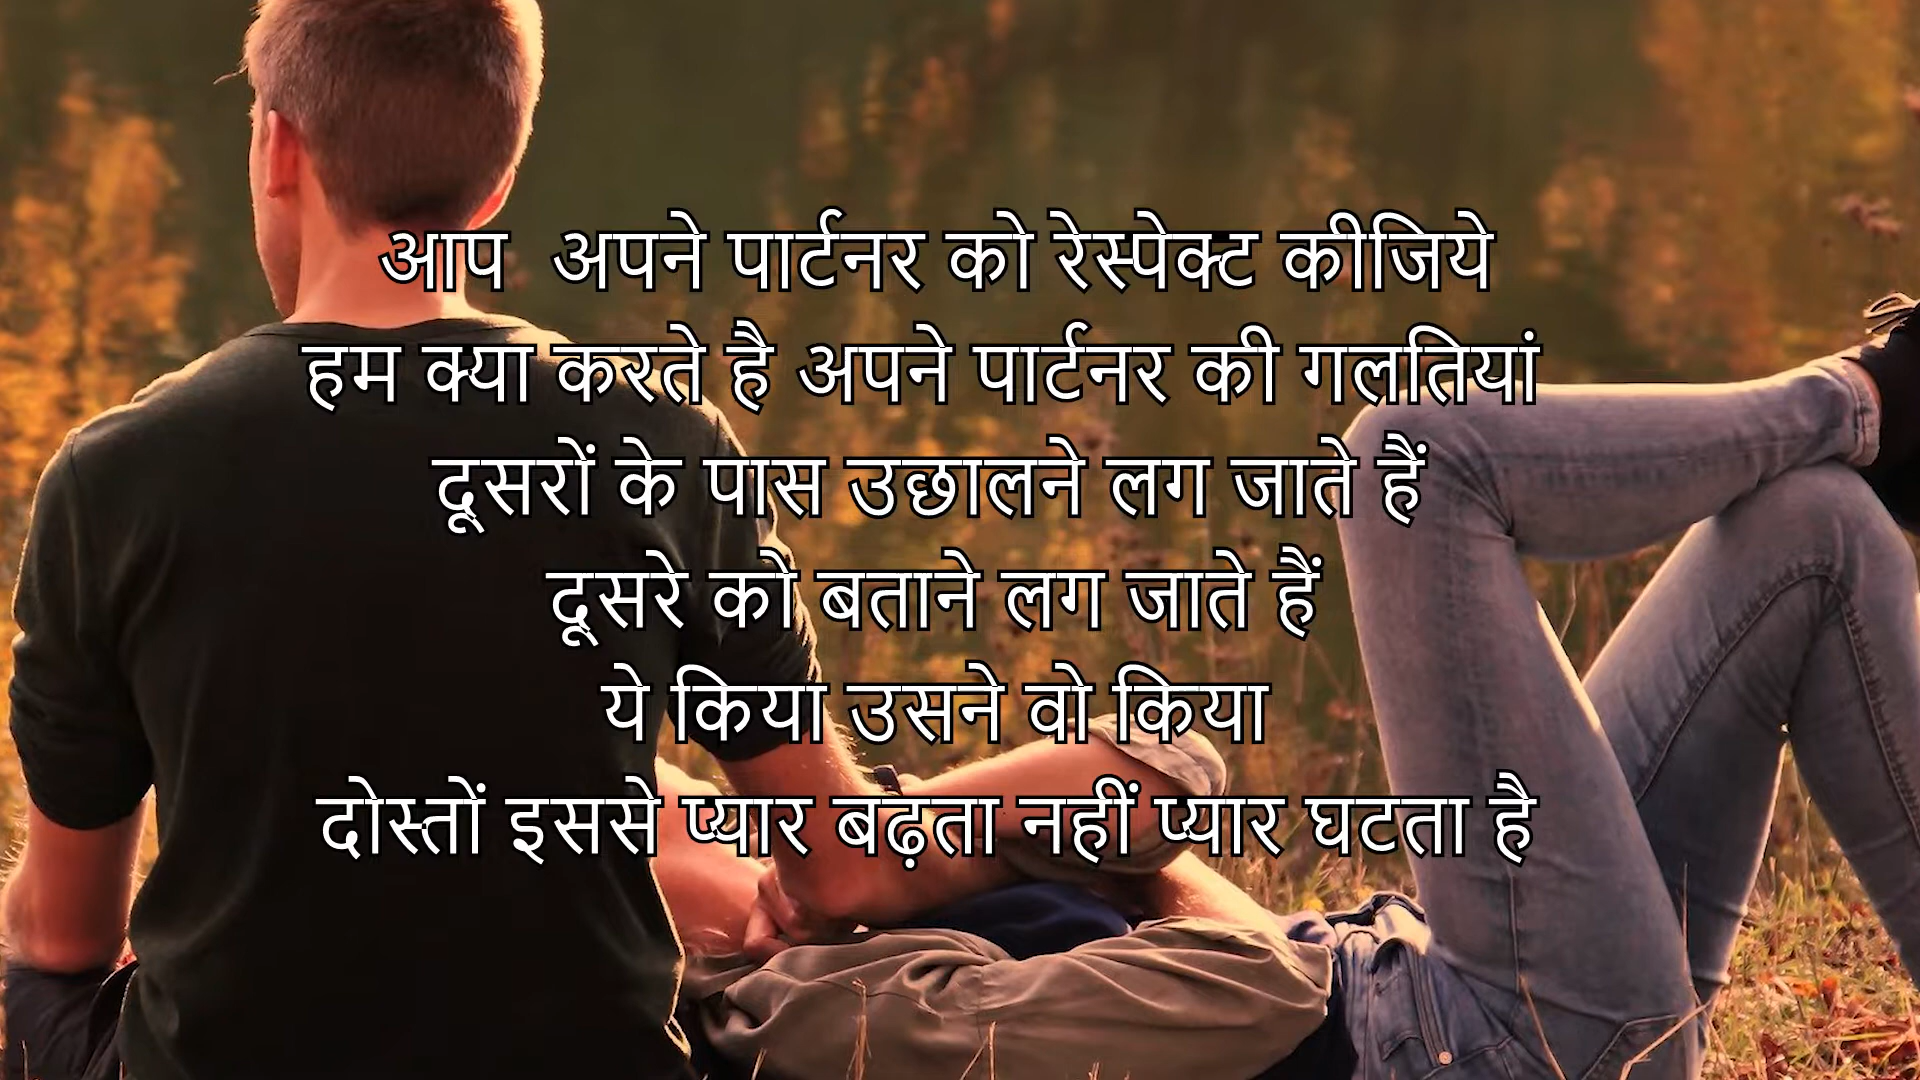 आप  अपने पार्टनर को रेस्पेक्ट कीजिये
हम क्या करते है अपने पार्टनर की गलतियां
दूसरों के पास उछालने लग जाते हैं
दूसरे को बताने लग जाते हैं
ये किया उसने वो किया
दोस्तों इससे प्यार बढ़ता नहीं प्यार घटता है